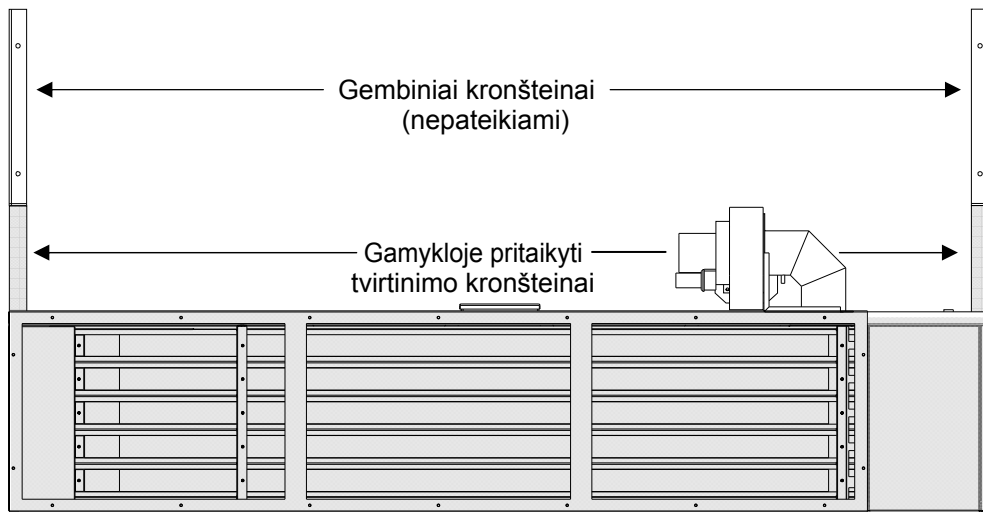 Gembiniai kronšteinai
(nepateikiami)
Gamykloje pritaikyti
tvirtinimo kronšteinai